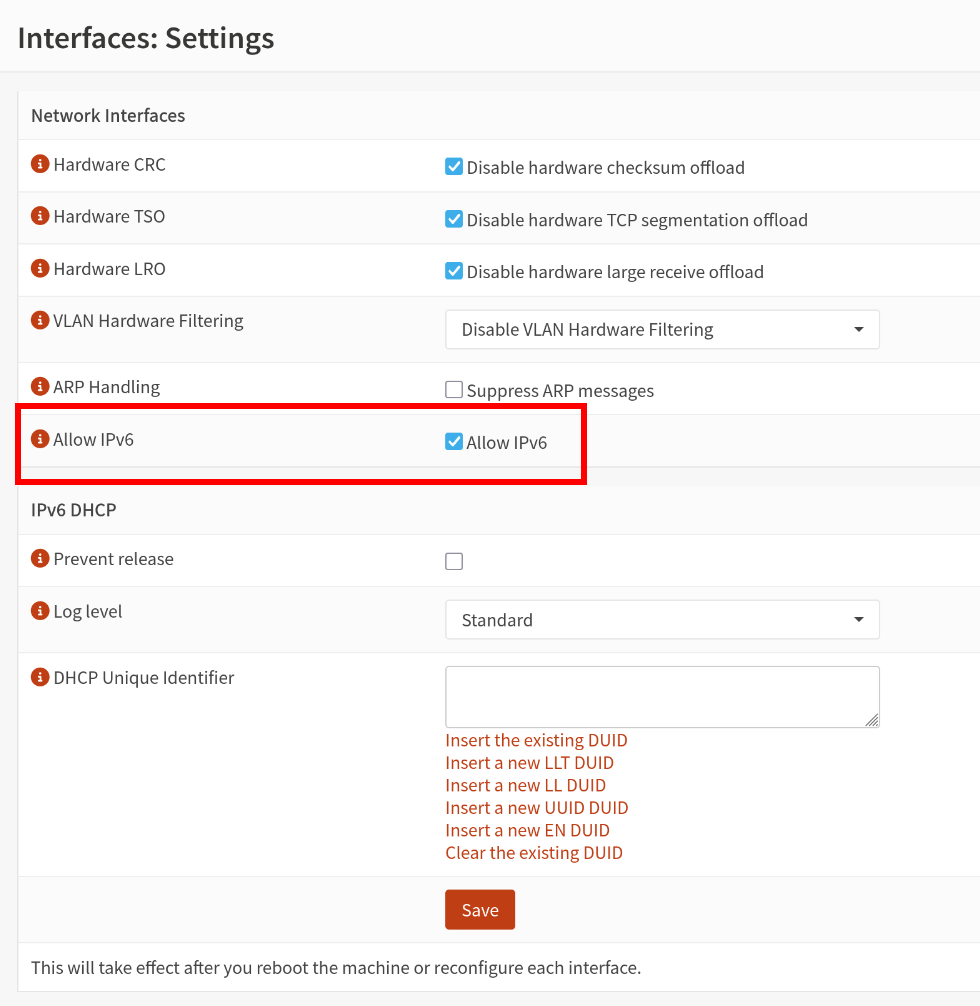 Interfaces: Settings
Network Interfaces
Hardware CRC
Disable hardware checksum offload
Hardware TSO
Disable hardware TCP segmentation offload
Hardware LRO
Disable hardware large receive offload
VLAN Hardware Filtering
Disable VLAN Hardware Filtering
ARP Handling
Suppress ARP messages
Allow IPv6
Allow IPv6
IPv6 DHCP
Prevent release
Log level
Standard
DHCP Unique Identifier
Insert the existing DUID
Insert a new LLT DUID
Insert a new LL DUID
Insert a new UUID DUID
Insert a new EN DUID
Clear the existing DUID
Save
This will take effect after you reboot the machine or reconfigure each interface.